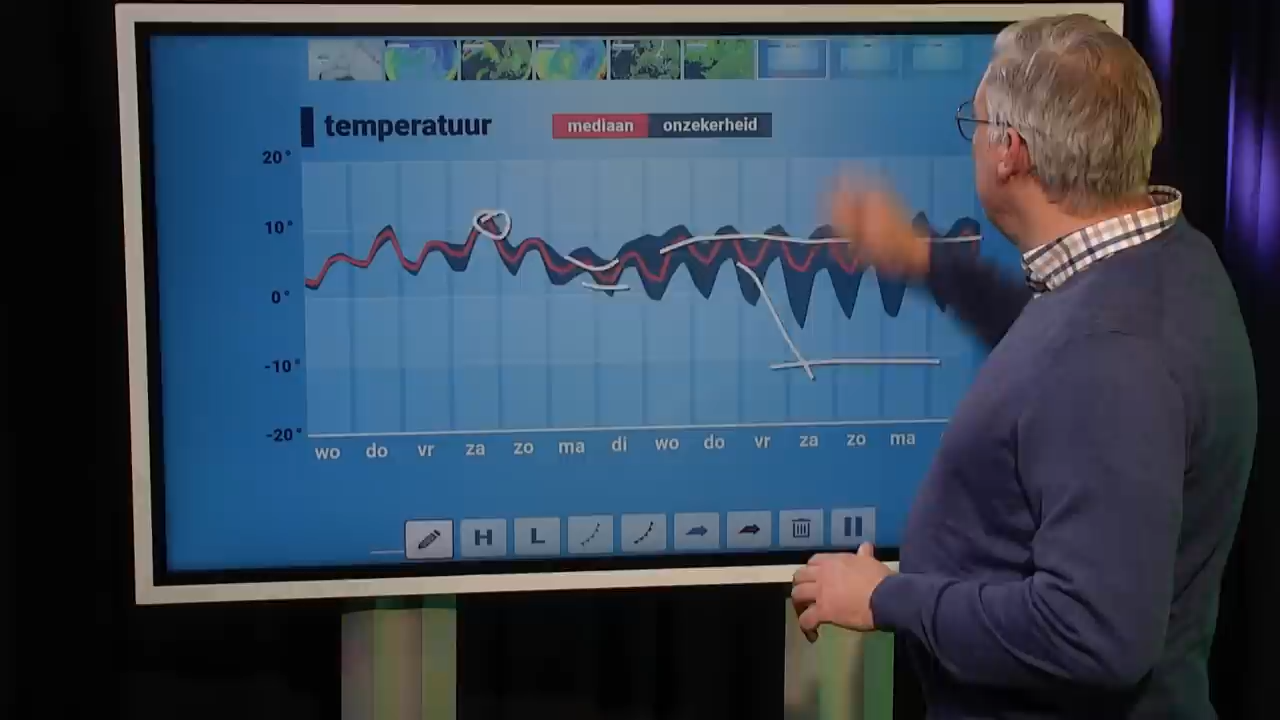 temperatuur
mediaan onzekerheid
20°
10°
0°
-10°
-20°
wo do vr za zo ma di wo do vr za zo ma
H L